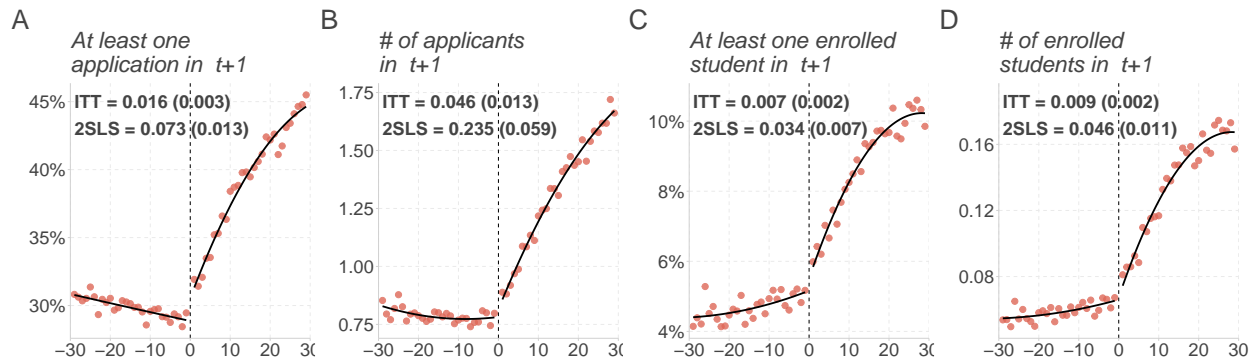 A
At least one
application in t+1
ITT = 0.016 (0.003)
2SLS = 0.073 (0.013)
45%
40%
35%
30%
−30 −20 −10 0 10 20 30
B
# of applicants
in t+1
ITT = 0.046 (0.013)
2SLS = 0.235 (0.059)
1.75
1.50
1.25
1.00
0.75
−30 −20 −10 0 10 20 30
C
At least one enrolled
student in t+1
ITT = 0.007 (0.002)
2SLS = 0.034 (0.007)
10%
8%
6%
4%
−30 −20 −10 0 10 20 30
D
# of enrolled
students in t+1
ITT = 0.009 (0.002)
2SLS = 0.046 (0.011)
0.16
0.12
0.08
−30 −20 −10 0 10 20 30